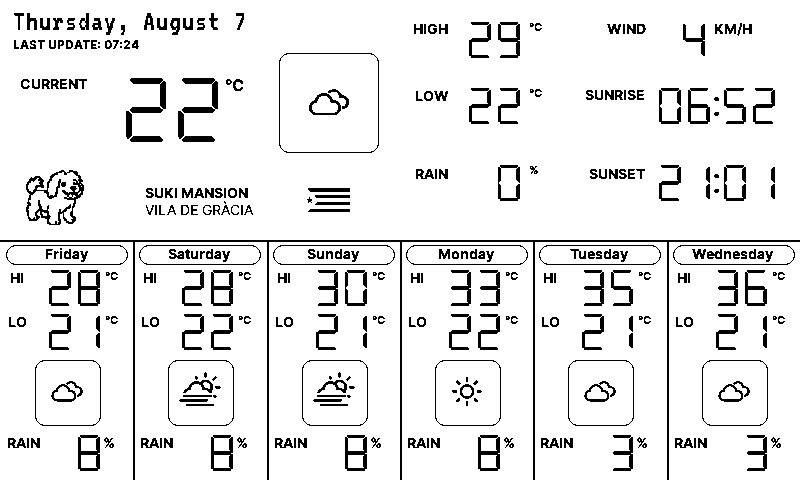 Thursday, August 7
LAST UPDATE: 07:24
CURRENT 22 °C
SUKI MANSION
VILA DE GRÀCIA
HIGH 29 °C
LOW 22 °C
RAIN 0 %
WIND 4 KM/H
SUNRISE 06:52
SUNSET 21:01
Friday
HI 28 °C
LO 21 °C
RAIN 8 %
Saturday
HI 28 °C
LO 22 °C
RAIN 8 %
Sunday
HI 30 °C
LO 21 °C
RAIN 8 %
Monday
HI 33 °C
LO 22 °C
RAIN 8 %
Tuesday
HI 35 °C
LO 21 °C
RAIN 3 %
Wednesday
HI 36 °C
LO 21 °C
RAIN 3 %